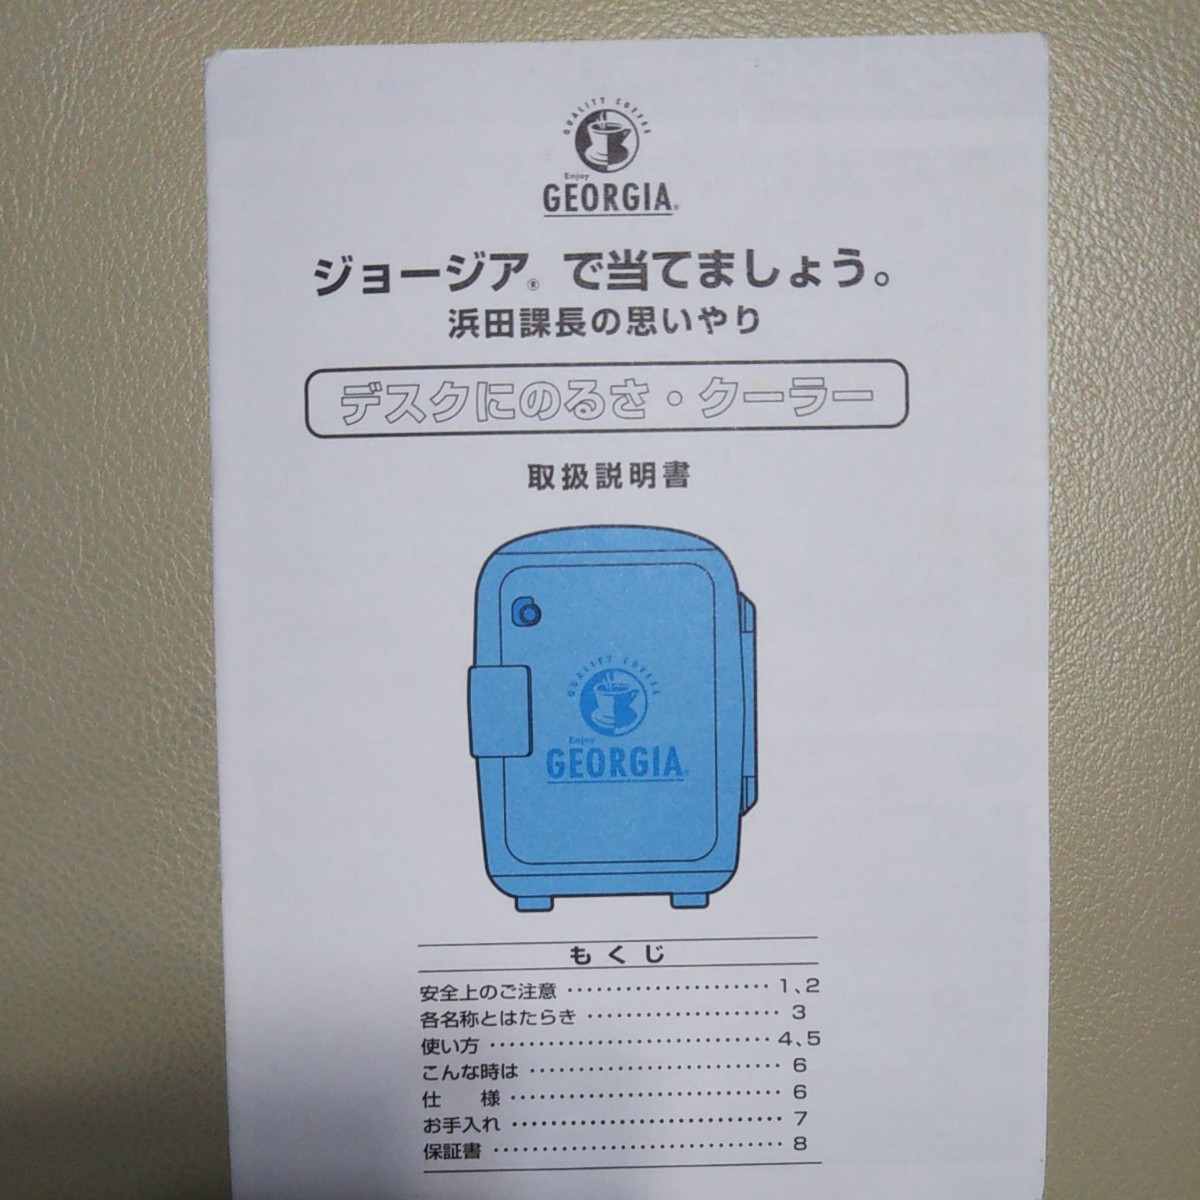 QUALITY COFFEE
Enjoy
GEORGIA®
ジョージア® で当てましょう。
浜田課長の思いやり
デスクにのるさ・クーラー
取扱説明書
QUALITY COFFEE
Enjoy
GEORGIA®
もくじ
安全上のご注意 ····················· 1、2
各名称とはたらき ···················· 3
使い方 ····························· 4、5
こんな時は ·························· 6
仕　様 ···························· 6
お手入れ ···························· 7
保証書 ······························ 8